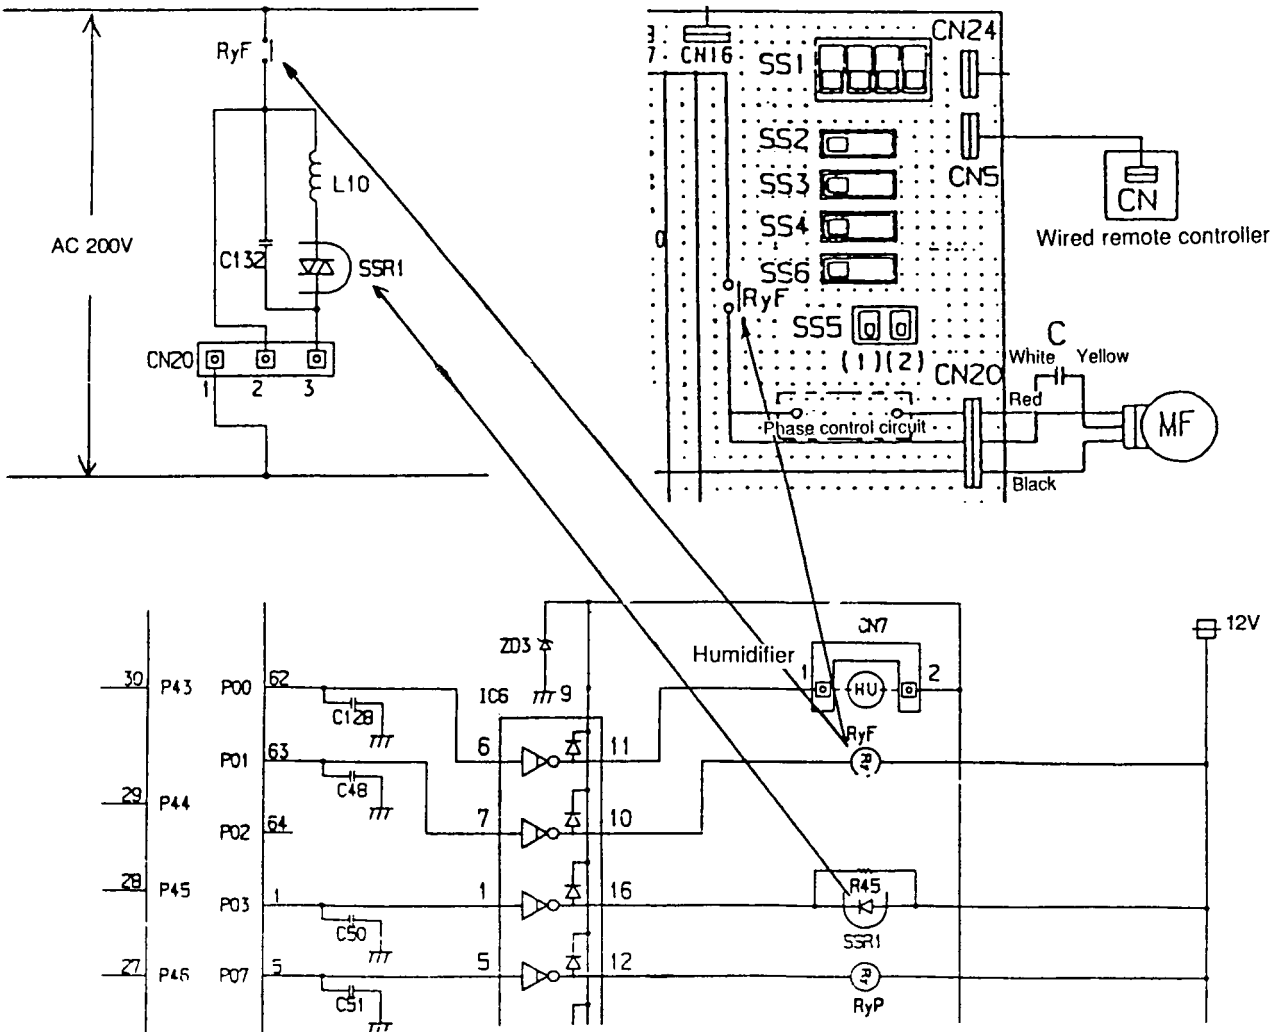 RyF
L10
AC 200V
C132
SSR1
CN20
1 2 3
7 CN16
CN24
SS1
SS2
SS3
SS4
SS6
CN5
CN
Wired remote controller
RyF
SS5
(1)(2)
C
White Yellow
CN20
Red
Phase control circuit
MF
Black
12V
CN7
ZD3
Humidifier
1 2
HU
30 P43 P00 62
IC6 9
C128
RyF
6 11
P01 63
Ry
C48
29 P44
7 10
P02 64
28 P45
R45
P03 1
1 16
C50
SSR1
27 P46 P07 5
5 12
Ry
C51
RyP